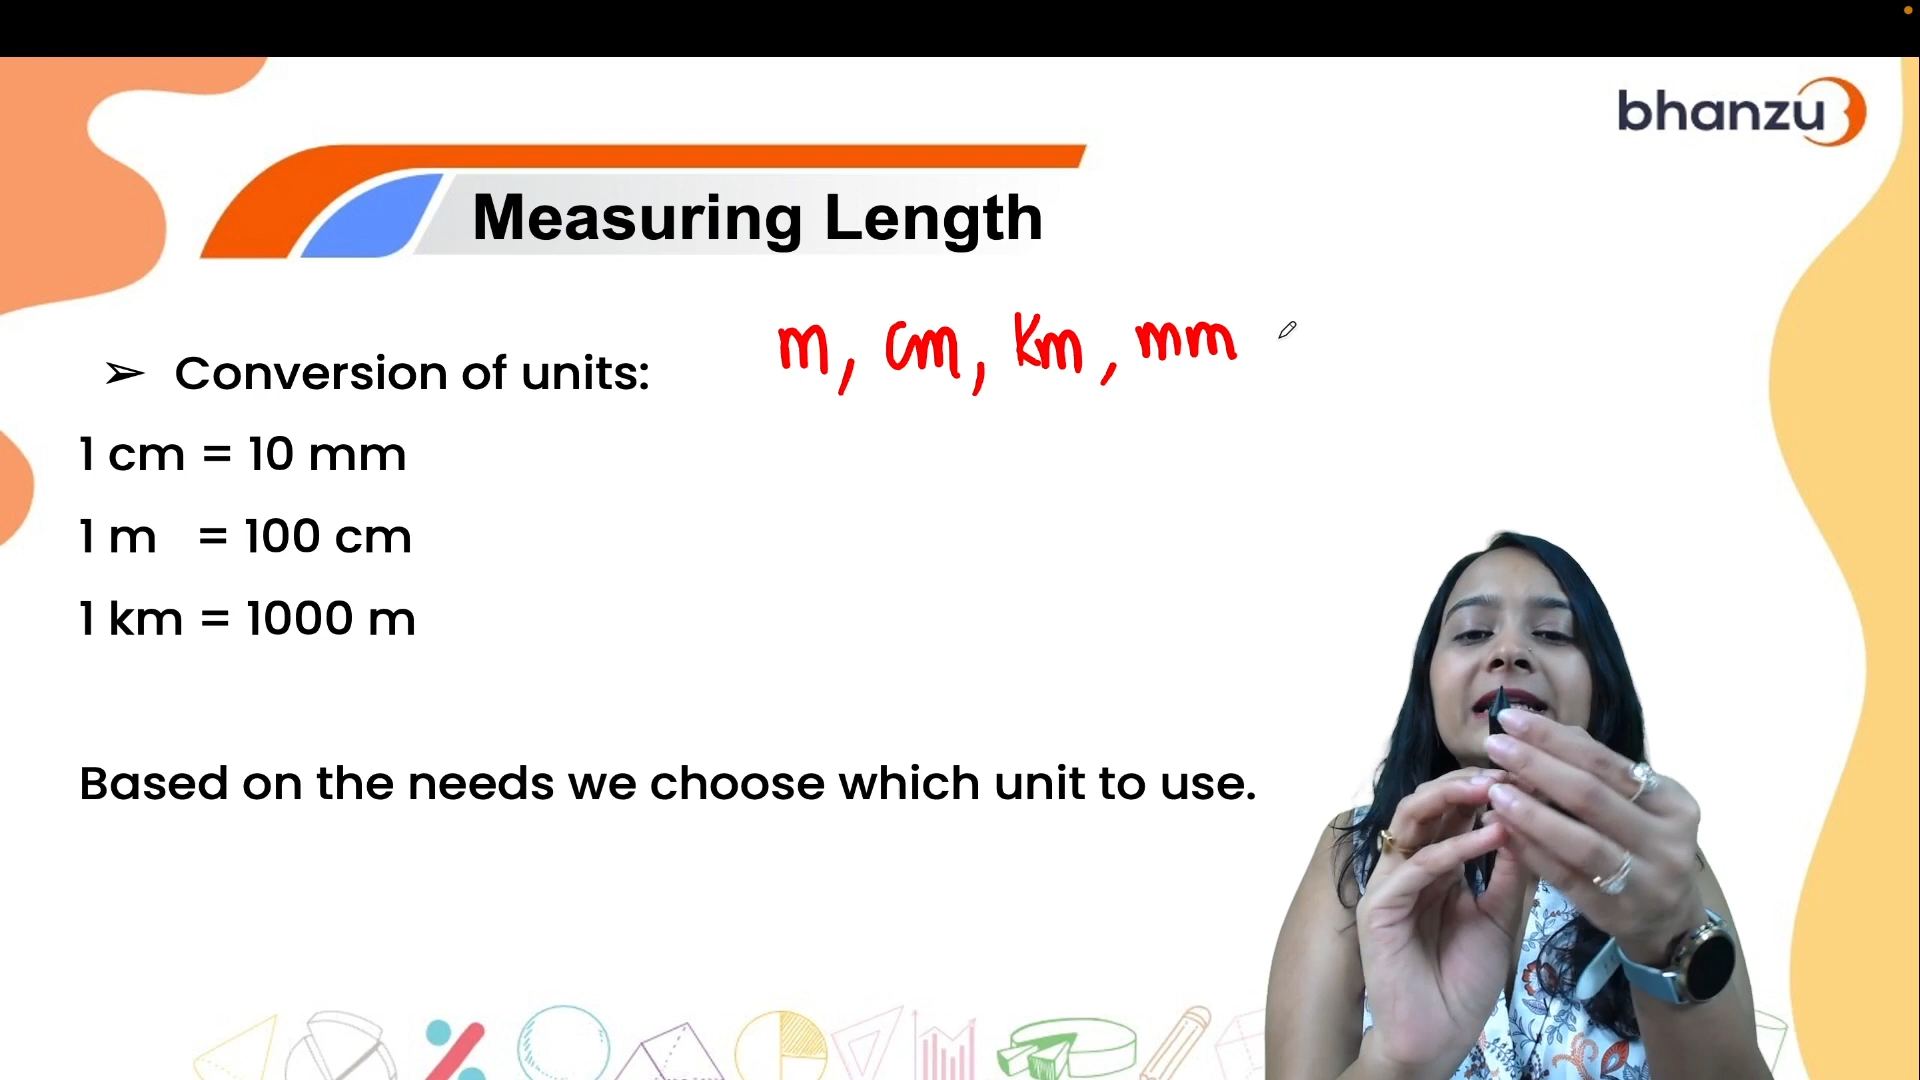 bhanzu
Measuring Length
m, cm, km, mm
➢ Conversion of units:
1 cm = 10 mm
1 m = 100 cm
1 km = 1000 m
Based on the needs we choose which unit to use.